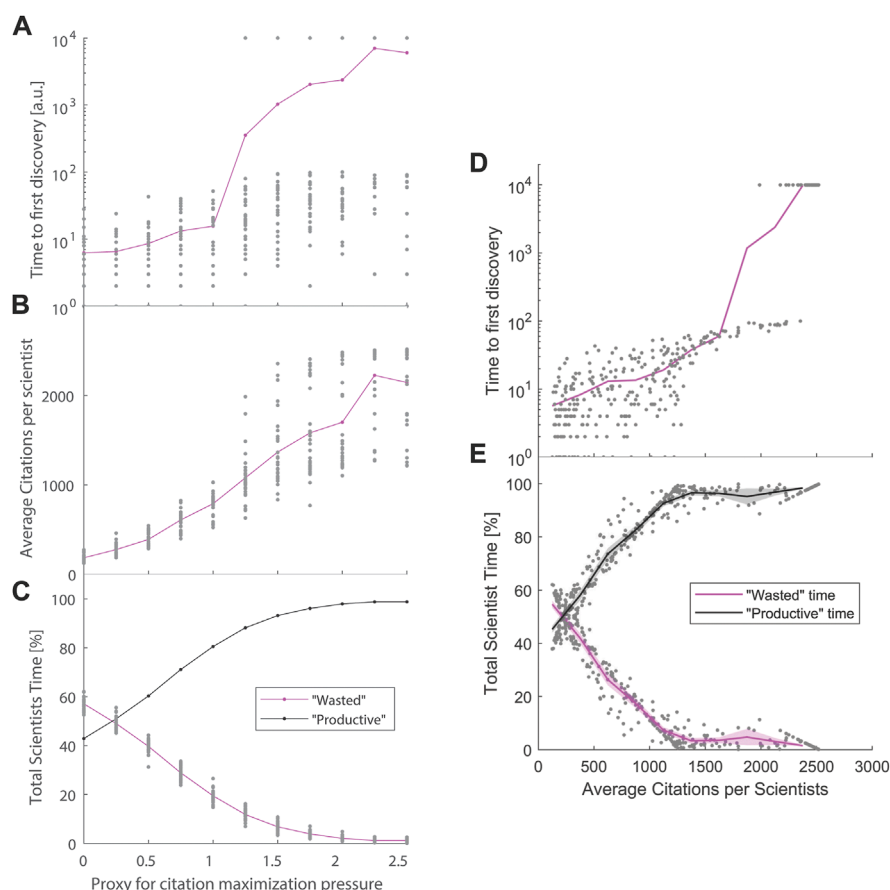 A
10^4
10^3
10^2
10^1
10^0
Time to first discovery [a.u.]
B
2000
1000
0
Average Citations per scientist
C
100
80
60
40
20
0
Total Scientists Time [%]
"Wasted"
"Productive"
0 0.5 1 1.5 2 2.5
Proxy for citation maximization pressure
D
10^4
10^3
10^2
10^1
10^0
Time to first discovery
E
100
80
60
40
20
0
Total Scientist Time [%]
"Wasted" time
"Productive" time
0 500 1000 1500 2000 2500 3000
Average Citations per Scientists